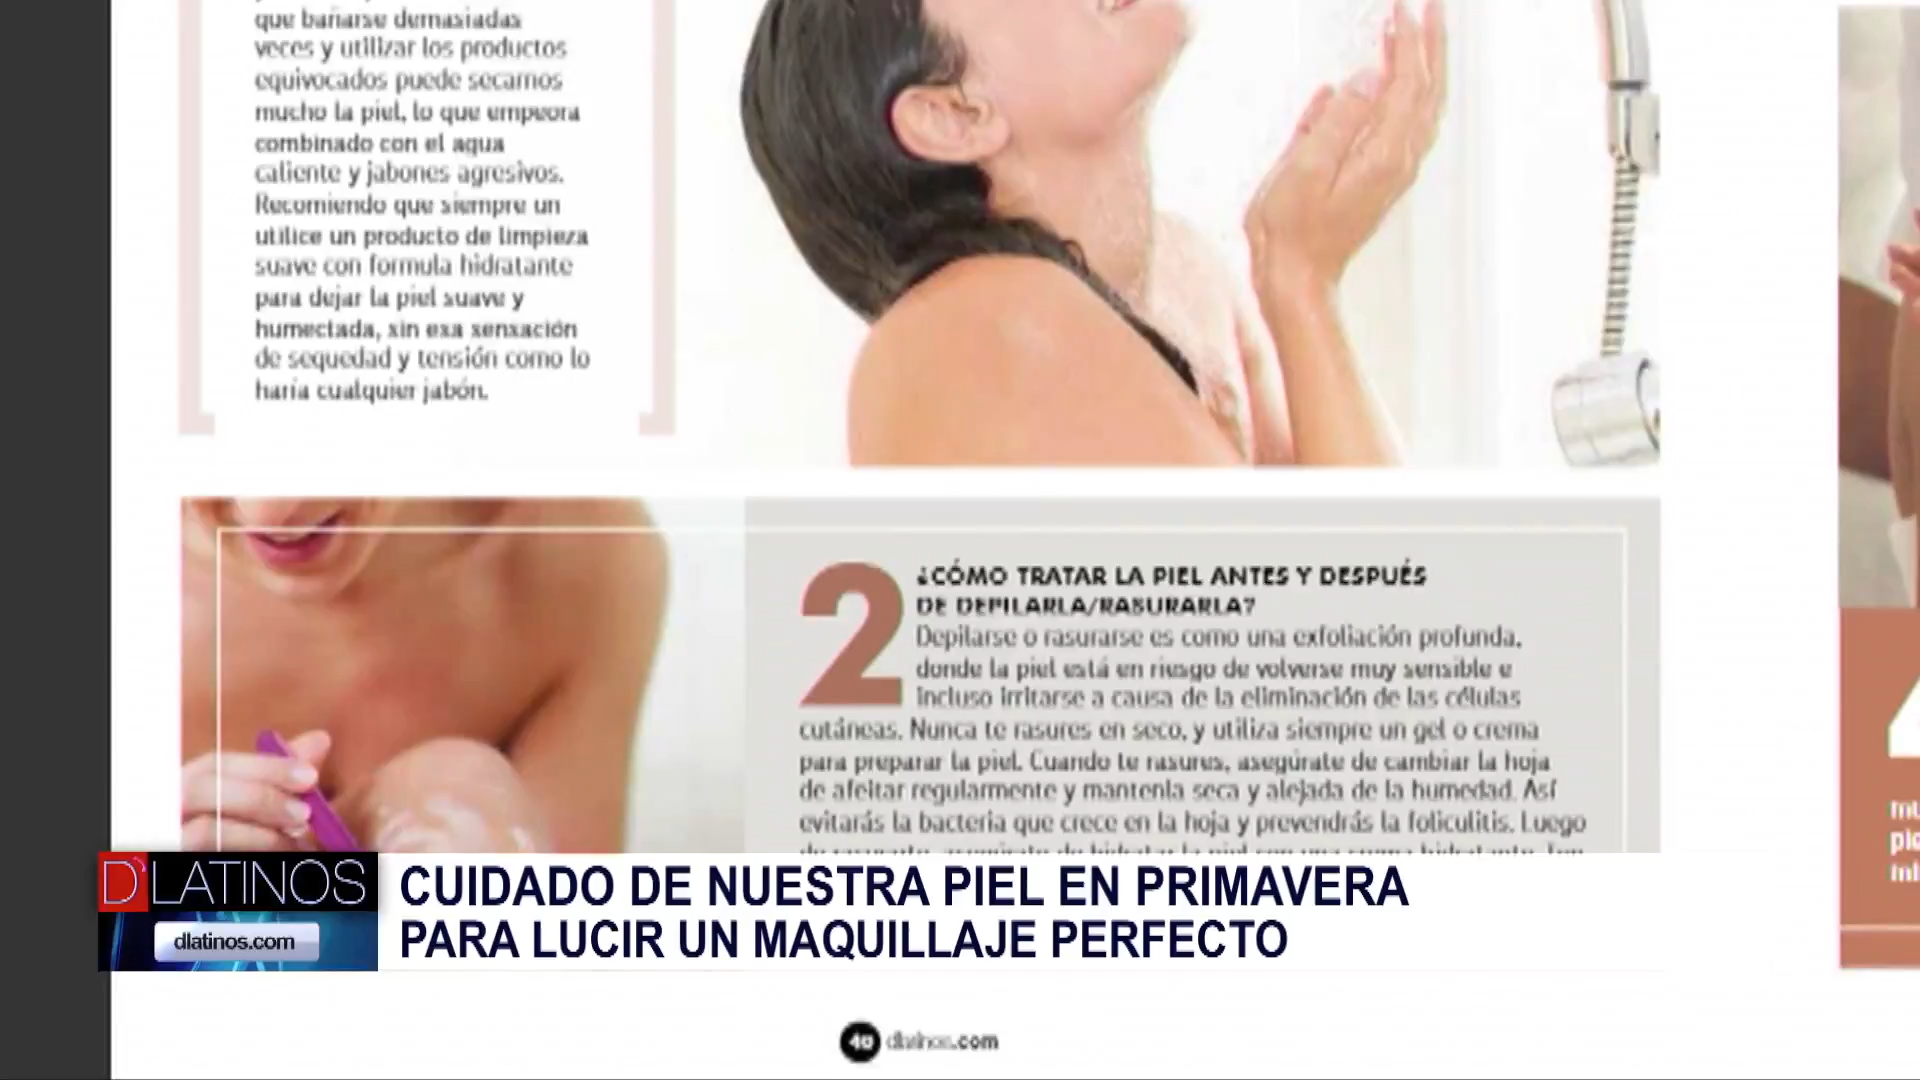 que bañarse demasiadas
veces y utilizar los productos
equivocados puede secarnos
mucho la piel, lo que empeora
combinado con el agua
caliente y jabones agresivos.
Recomiendo que siempre un
utilice un producto de limpieza
suave con formula hidratante
para dejar la piel suave y
humectada, sin esa sensación
de sequedad y tensión como lo
haría cualquier jabón.
2
¿CÓMO TRATAR LA PIEL ANTES Y DESPUÉS
DE DEPILARLA/RASURARLA?
Depilarse o rasurarse es como una exfoliación profunda,
donde la piel está en riesgo de volverse muy sensible e
incluso irritarse a causa de la eliminación de las células
cutáneas. Nunca te rasures en seco, y utiliza siempre un gel o crema
para preparar la piel. Cuando te rasures, asegúrate de cambiar la hoja
de afeitar regularmente y mantenla seca y alejada de la humedad. Así
evitarás la bacteria que crece en la hoja y prevendrás la foliculitis. Luego
D'LATINOS
dlatinos.com
CUIDADO DE NUESTRA PIEL EN PRIMAVERA
PARA LUCIR UN MAQUILLAJE PERFECTO
dlatinos.com